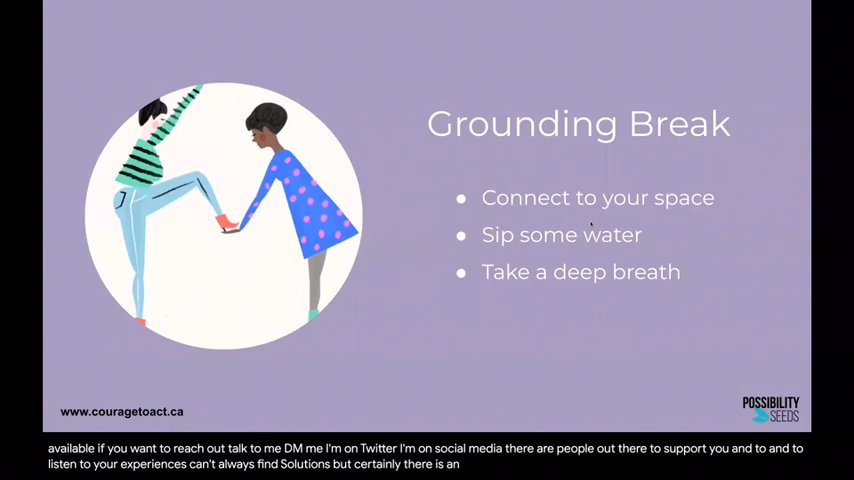 Grounding Break
Connect to your space
Sip some water
Take a deep breath
www.couragetoact.ca
POSSIBILITY
SEEDS
available if you want to reach out talk to me DM me I'm on Twitter I'm on social media there are people out there to support you and to and to
listen to your experiences can't always find Solutions but certainly there is an